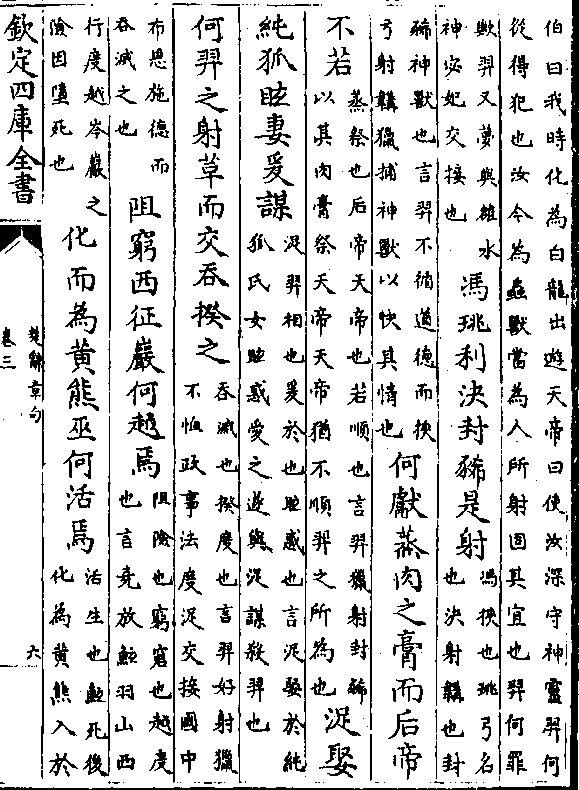 伯曰我時化為白龍出遊天帝曰使汝深守神靈羿何
從得犯也汝今為蟲獸當為人所射固其宜也羿何罪
歟羿又夢與雒水
神宓妃交接也
馮珧利決封豨是射
馮挾也珧弓名
也決射韝也封
豨神獸也言羿不循道德而挾
弓射韝獵捕神獸以快其情也
何獻蒸肉之膏而后帝
不若
蒸祭也后帝天帝也若順也言羿獵射封豨
以其肉膏祭天帝天帝猶不順羿之所為也
浞娶
純狐眩妻爰謀
浞羿相也爰於也眩惑也言浞娶於純
狐氏女眩惑愛之遂與浞謀殺羿也
何羿之射草而交吞揆之
吞滅也揆度也言羿好射獵
不恤政事法度浞交接國中
布恩施德而
吞滅之也
阻窮西征巖何越焉
阻險也窮窘也越度
也言堯放鯀羽山西
行度越岑巖之
險因墮死也
化而為黄熊巫何活焉
活生也鯀死後
化為黄熊入於
欽定四庫全書
楚辭章句
卷三
六